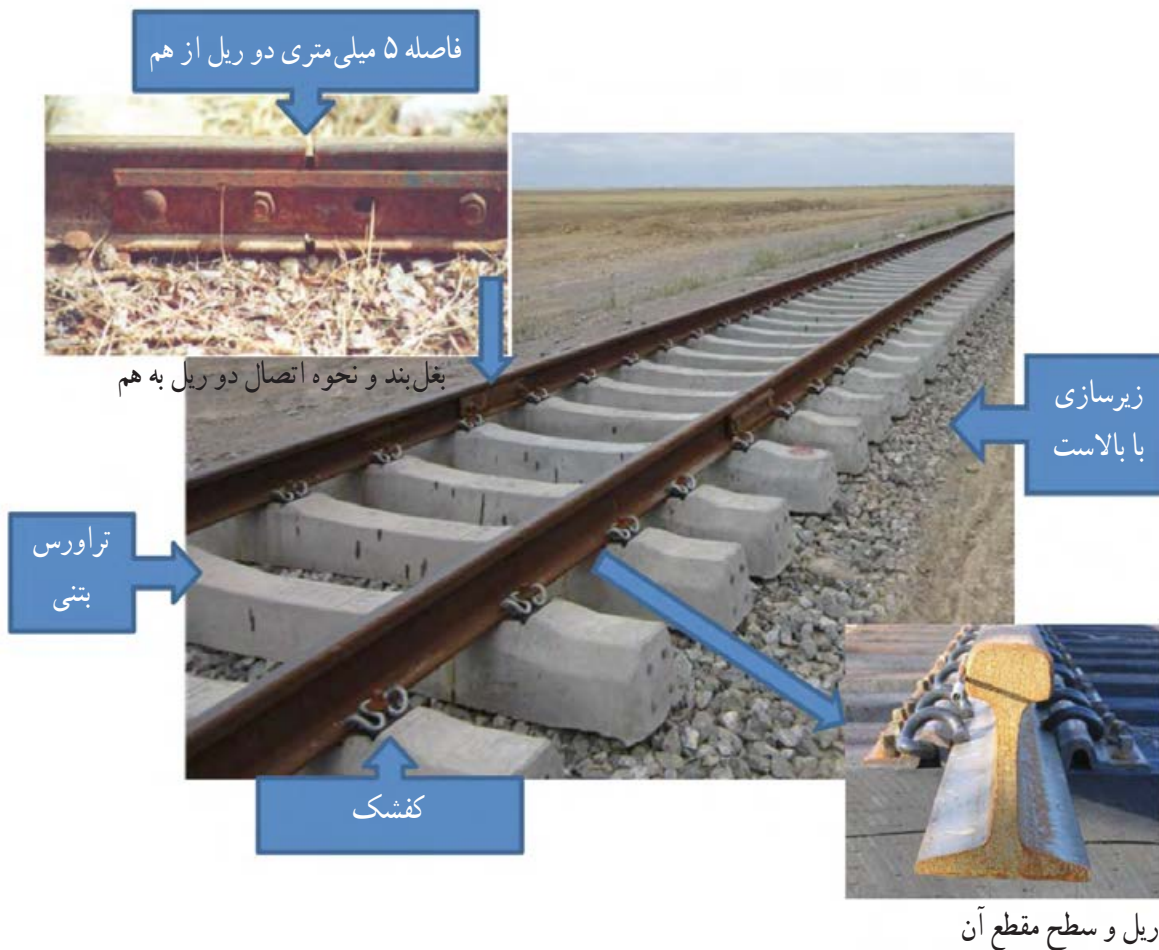 فاصله ۵ میلی‌متری دو ریل از هم
بغل‌بند و نحوه اتصال دو ریل به هم
زیرسازی
با بالاست
تراورس
بتنی
کفشک
ریل و سطح مقطع آن